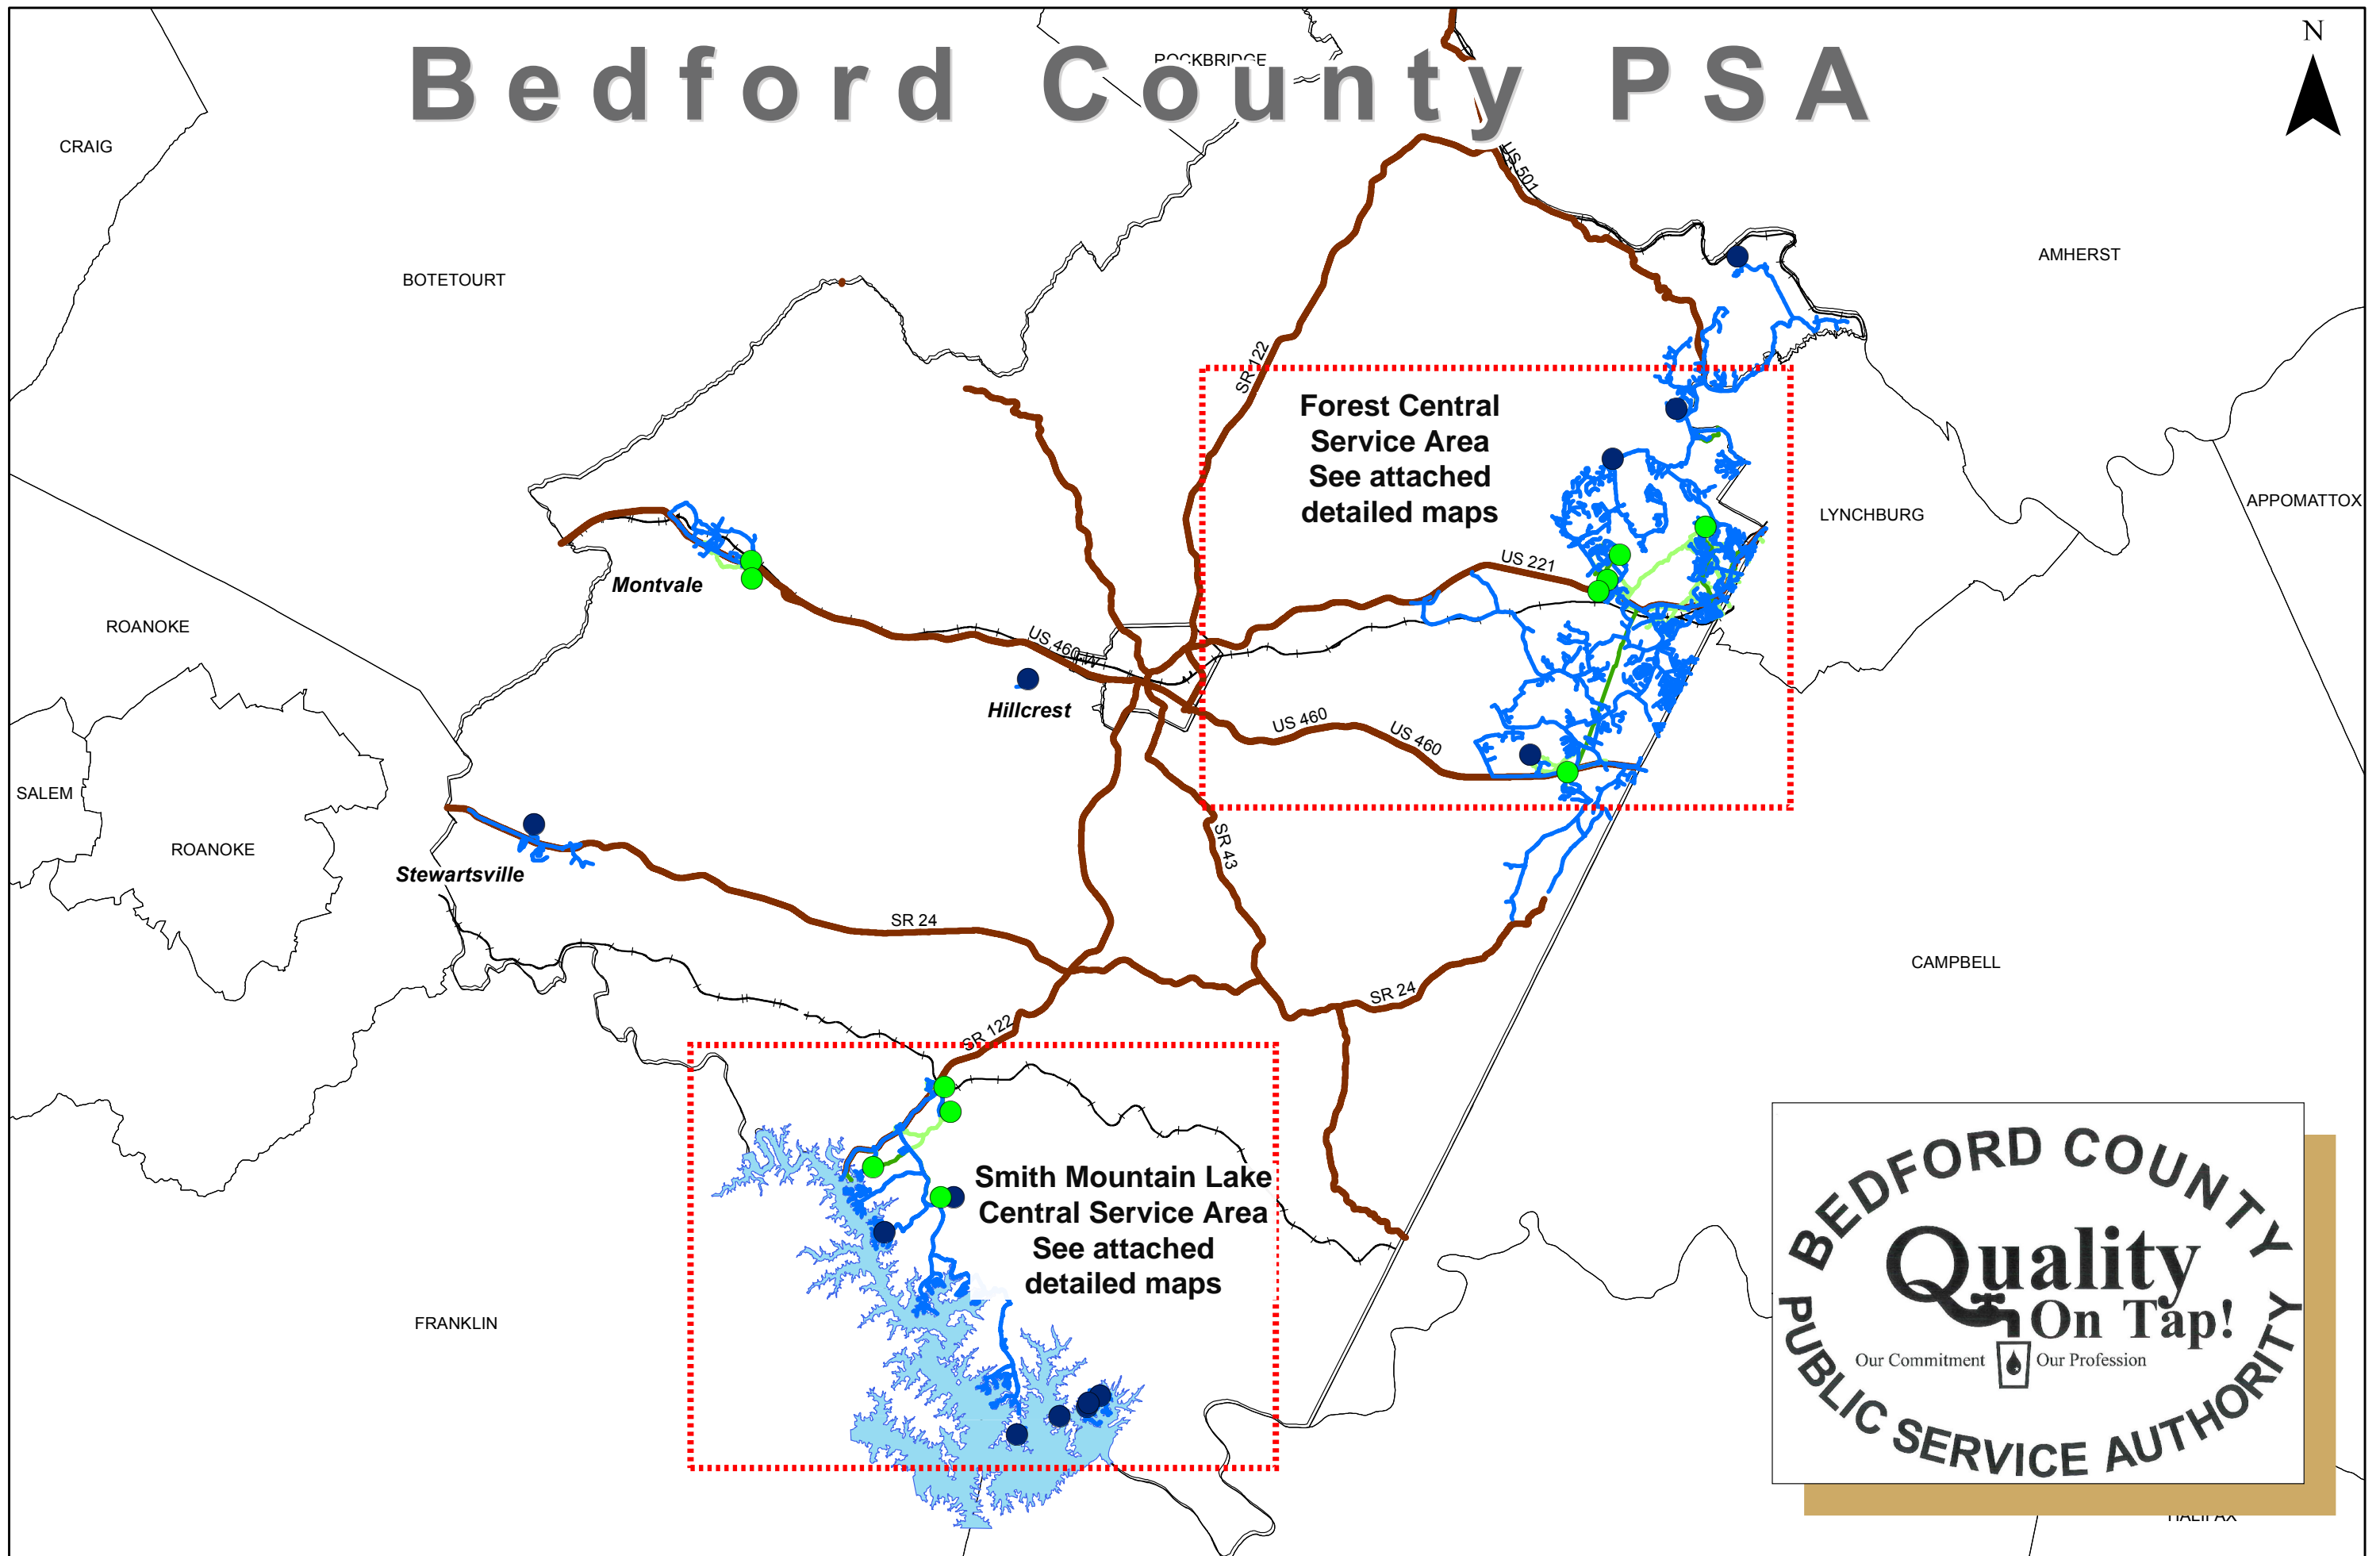 Bedford County PSA
N
ROCKBRIDGE
CRAIG
US 501
AMHERST
BOTETOURT
SR 122
Forest Central
Service Area
See attached
detailed maps
APPOMATTOX
LYNCHBURG
US 221
Montvale
ROANOKE
US 460 W
Hillcrest
US 460
US 460
SALEM
ROANOKE
SR 43
Stewartsville
SR 24
CAMPBELL
SR 24
SR 122
Smith Mountain Lake
Central Service Area
See attached
detailed maps
FRANKLIN
BEDFORD COUNTY
Quality
On Tap!
Our Commitment Our Profession
PUBLIC SERVICE AUTHORITY
HALIFAX